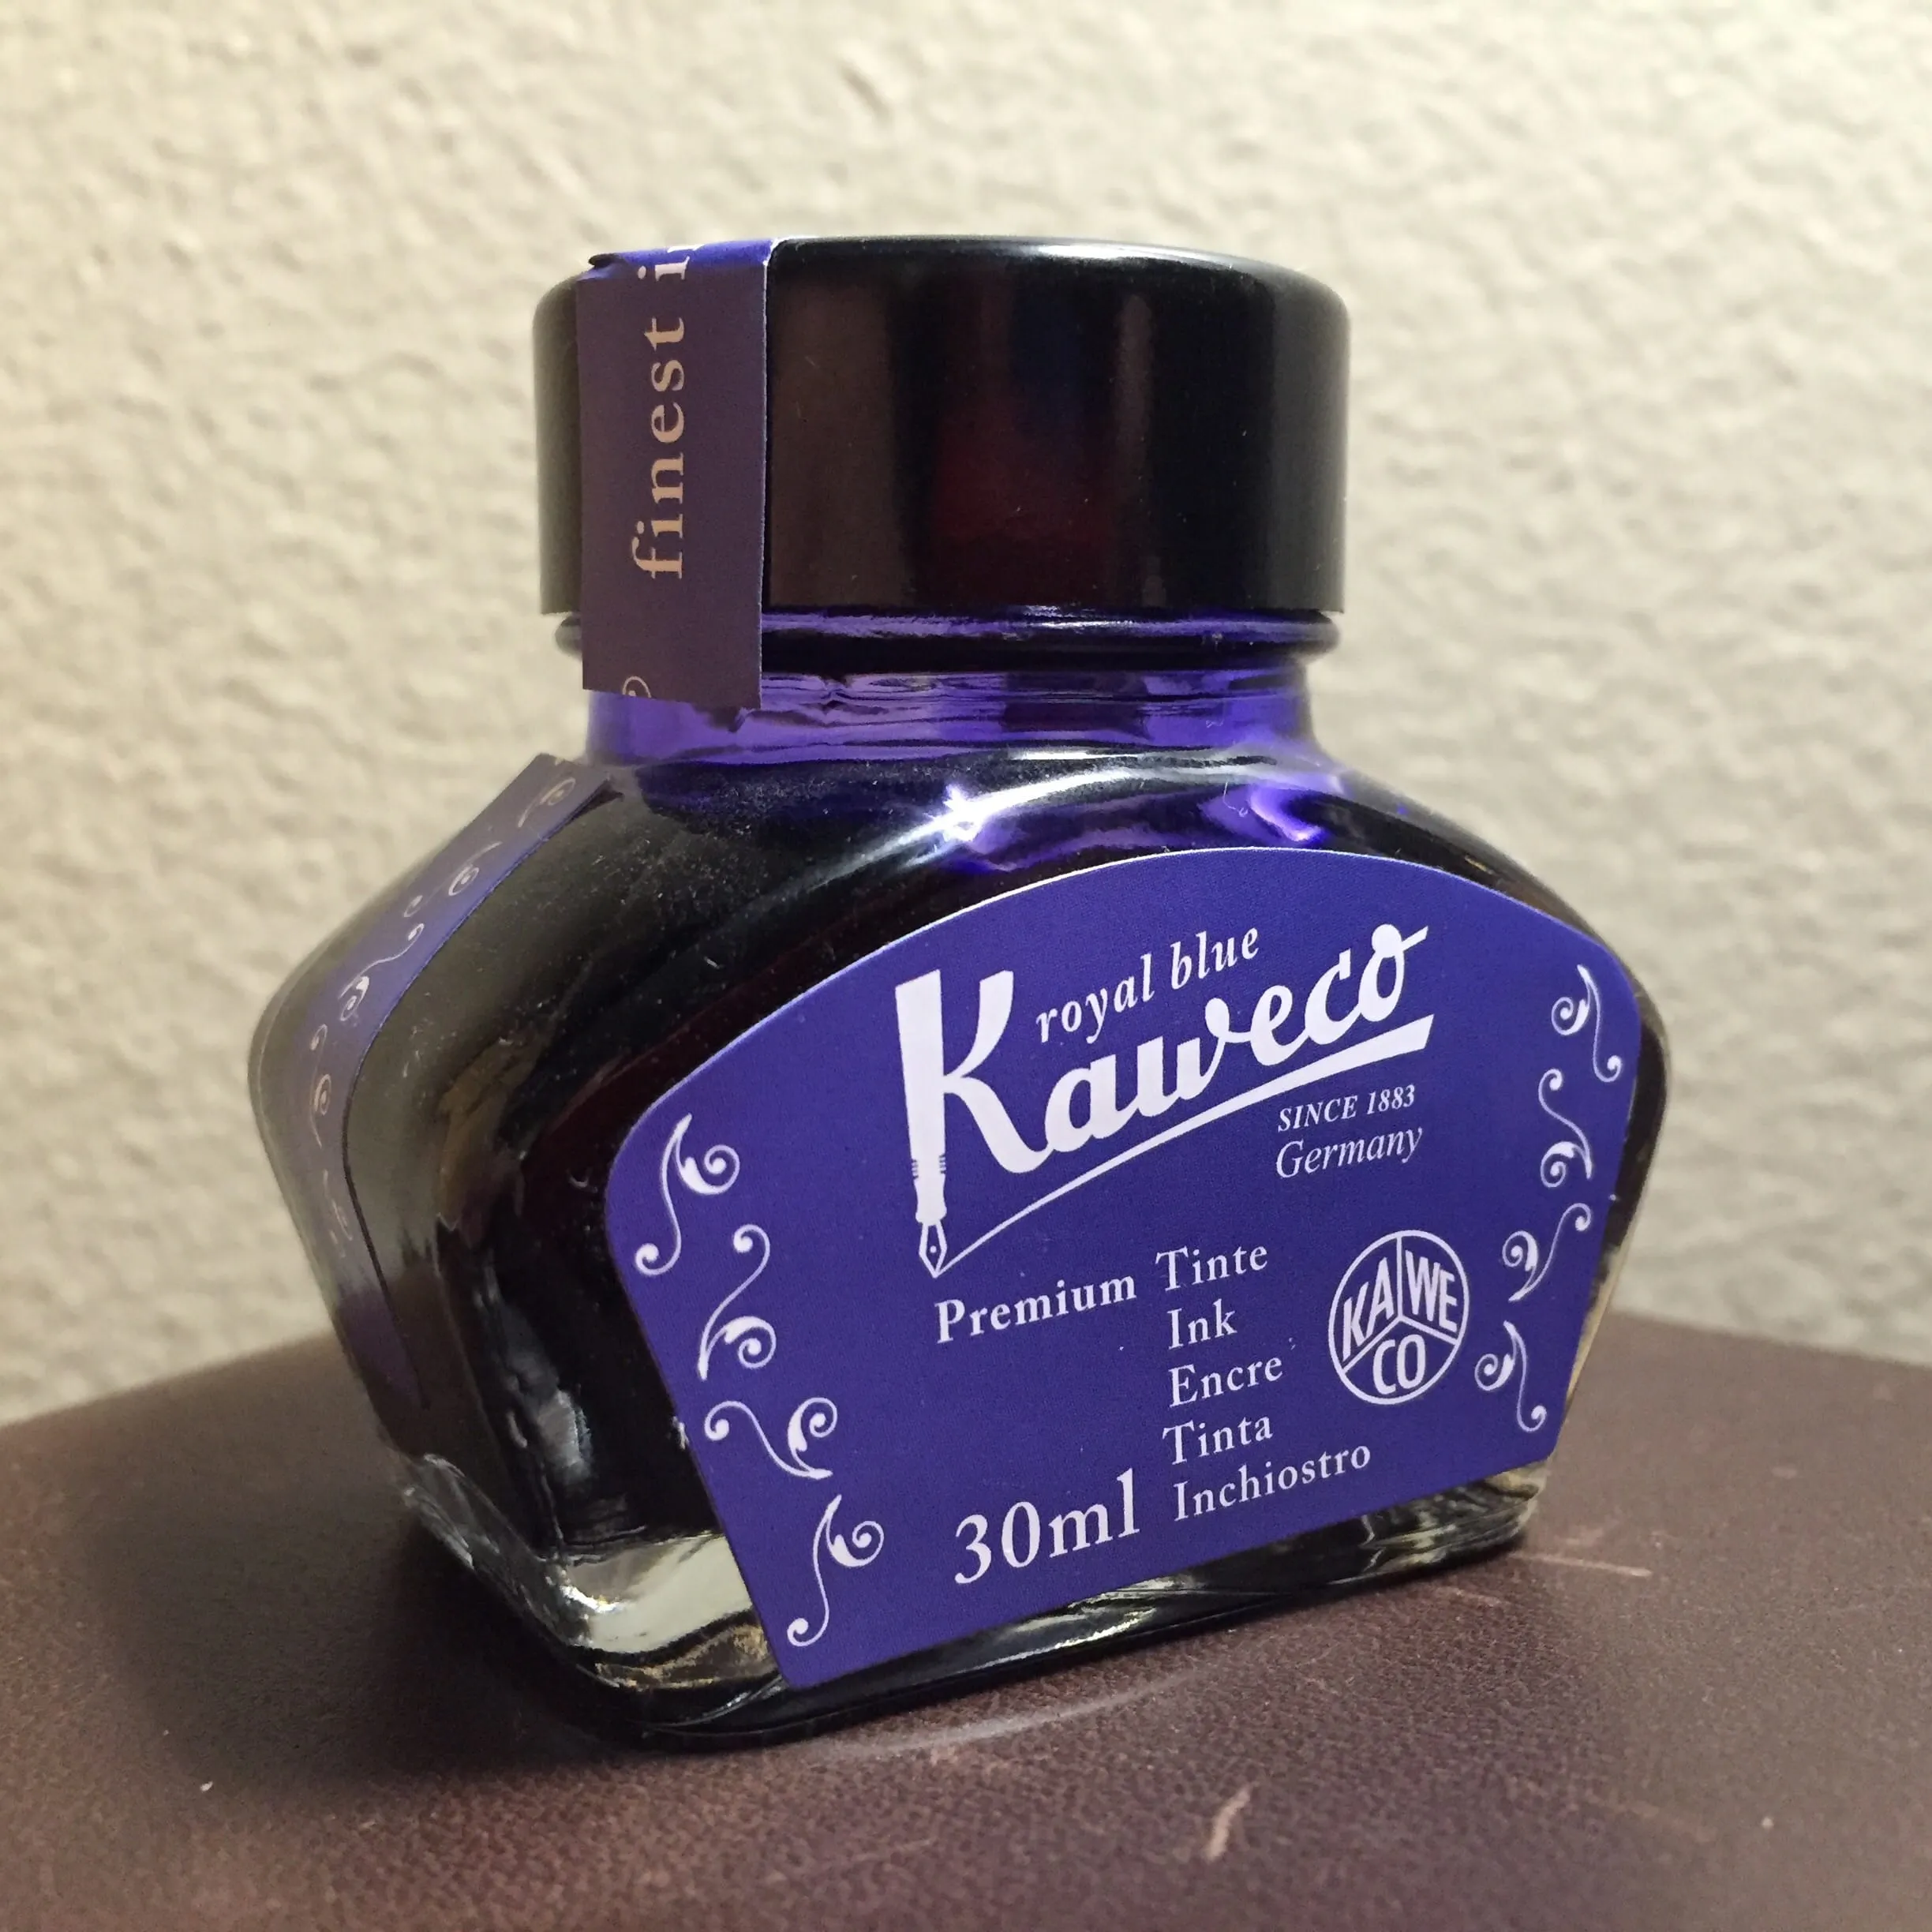 finest
royal blue
Kaweco
SINCE 1883
Germany
Premium Tinte
Ink
Encre
Tinta
Inchiostro
30ml
KA WE
CO